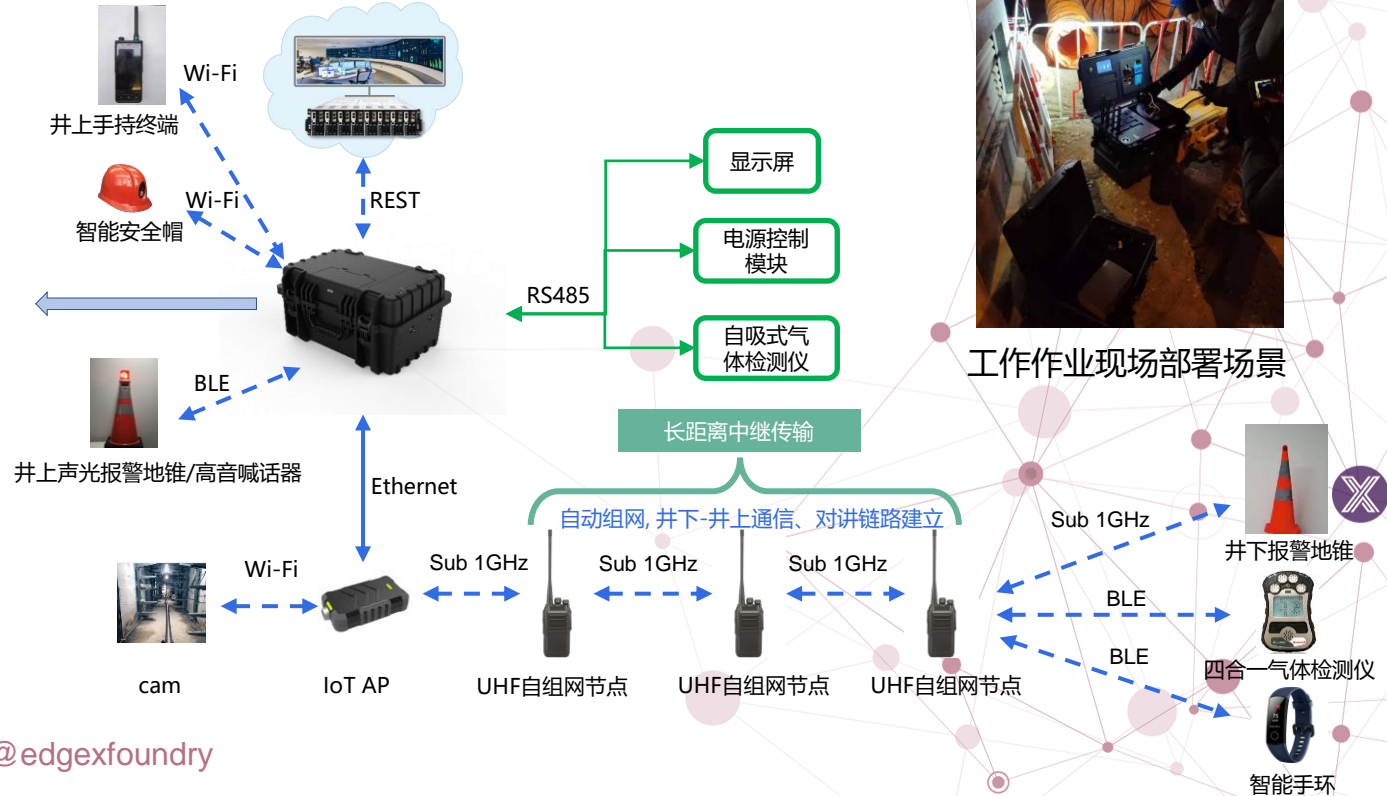 Wi-Fi
井上手持终端
Wi-Fi
智能安全帽
REST
显示屏
电源控制
模块
RS485
自吸式气
体检测仪
工作作业现场部署场景
BLE
井上声光报警地锥/高音喊话器
长距离中继传输
Ethernet
自动组网, 井下-井上通信、对讲链路建立
Sub 1GHz
井下报警地锥
Wi-Fi
Sub 1GHz
Sub 1GHz
Sub 1GHz
BLE
BLE
四合一气体检测仪
cam
IoT AP
UHF自组网节点
UHF自组网节点
UHF自组网节点
@edgexfoundry
智能手环